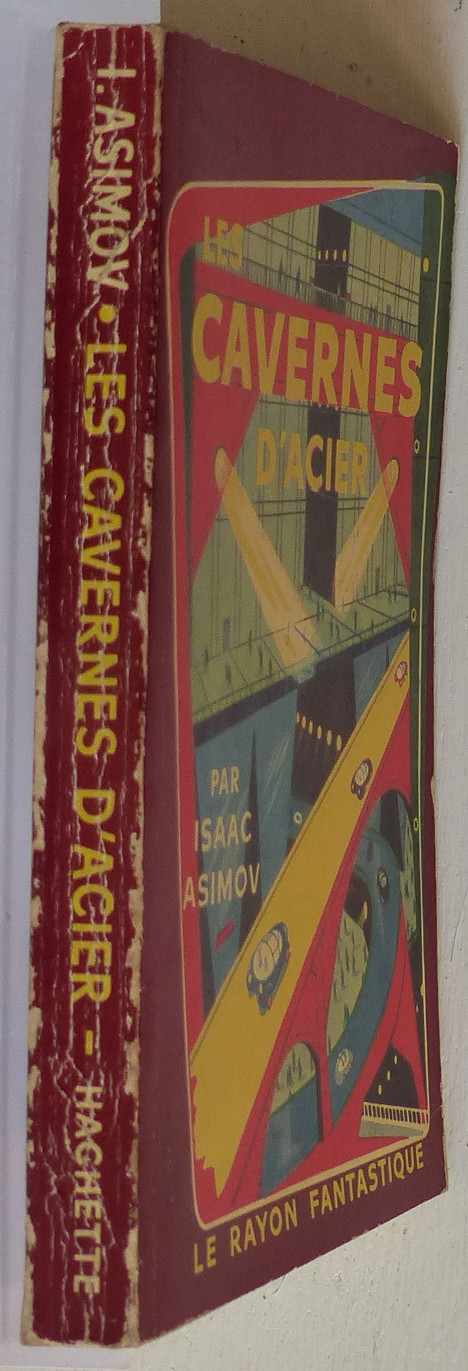 I. ASIMOV • LES CAVERNES D'ACIER - HACHETTE
LES
CAVERNES
D'ACIER
PAR
ISAAC
ASIMOV
LE RAYON FANTASTIQUE